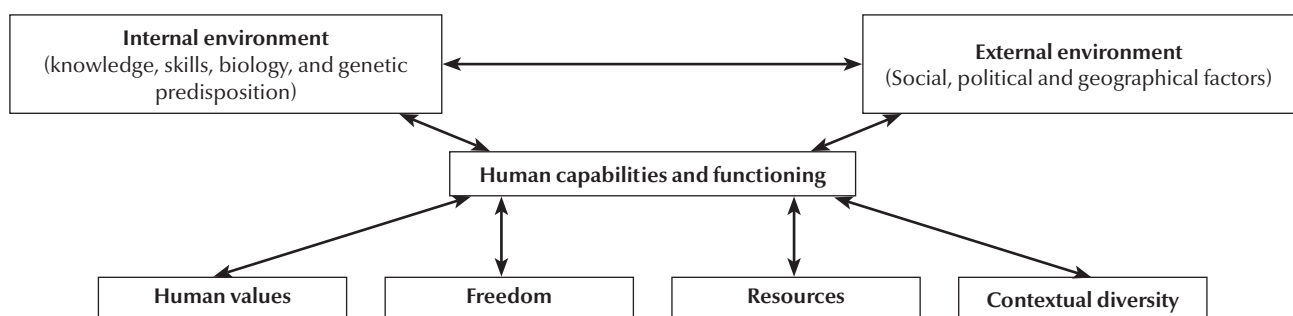 Internal environment
(knowledge, skills, biology, and genetic
predisposition)
External environment
(Social, political and geographical factors)
Human capabilities and functioning
Human values
Freedom
Resources
Contextual diversity